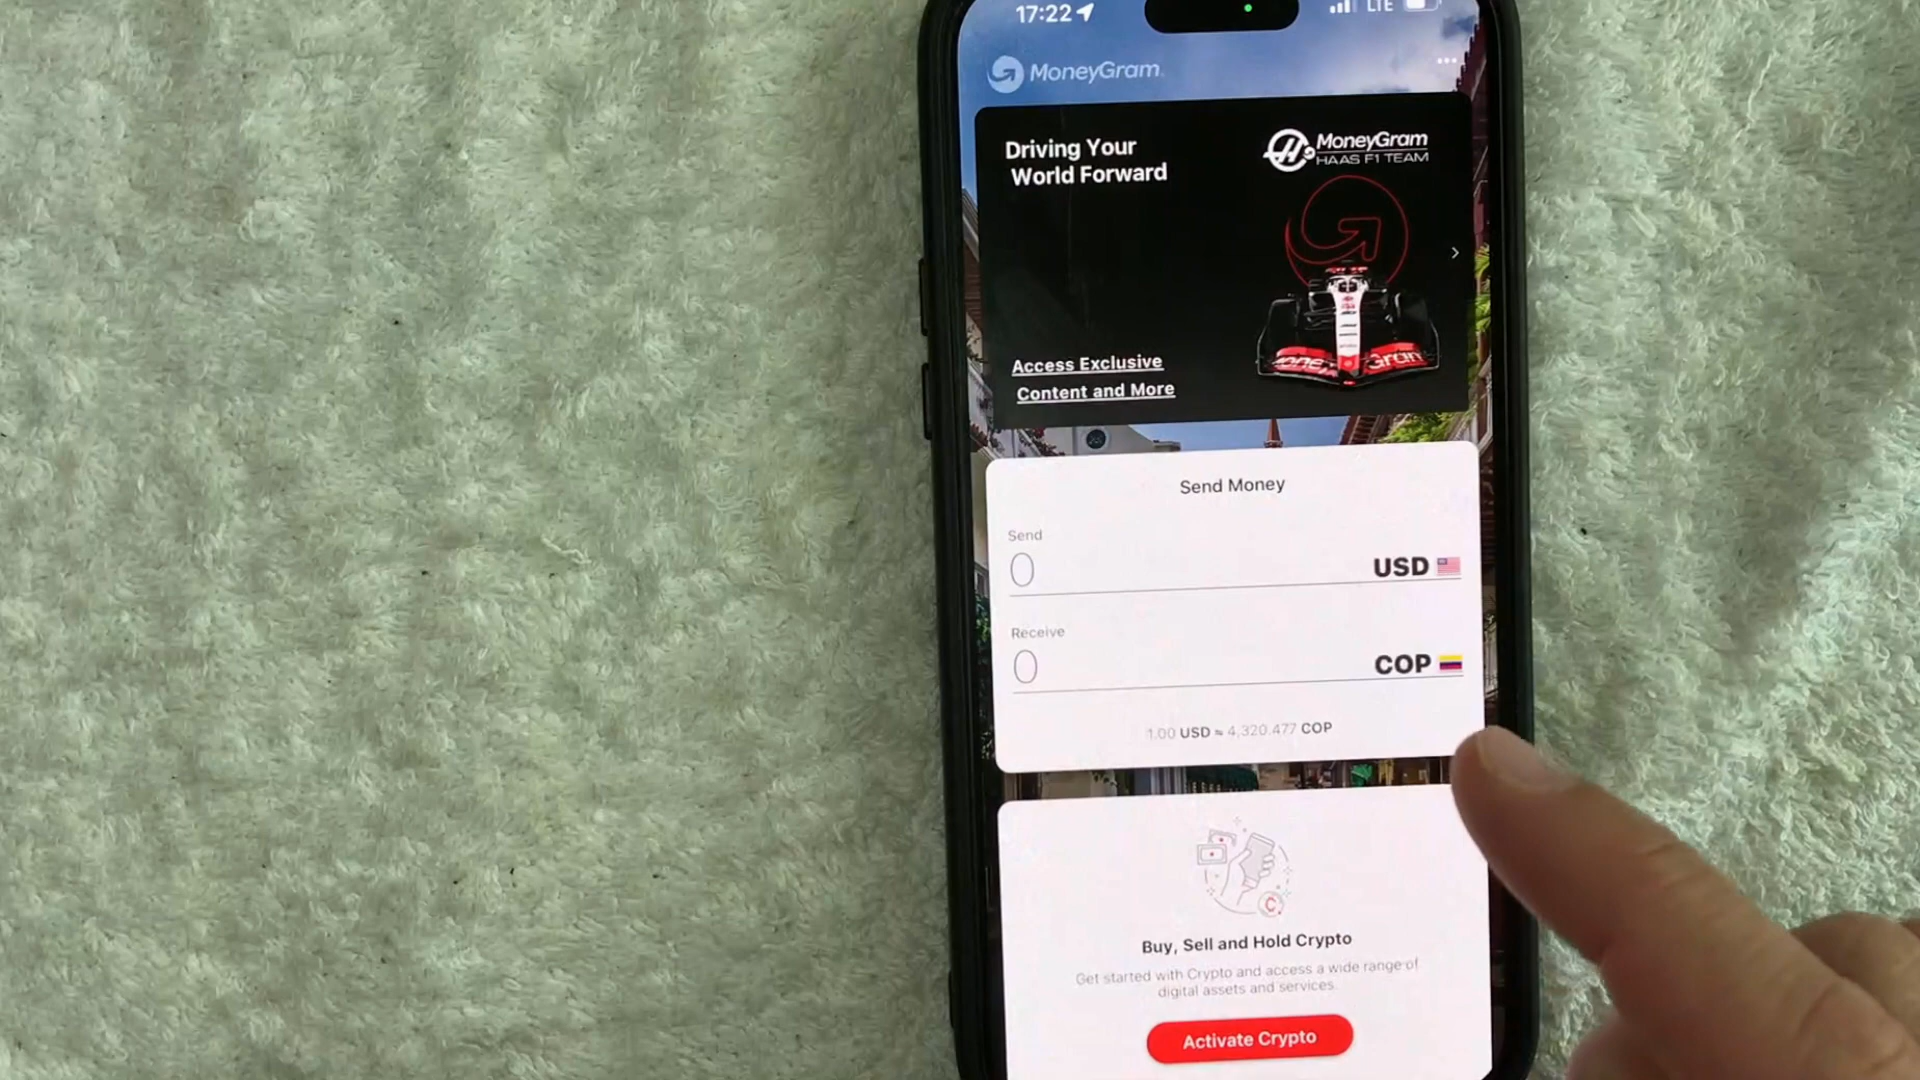 17:22
LTE
MoneyGram
Driving Your
World Forward
MoneyGram
HAAS F1 TEAM
MoneyGram
Access Exclusive
Content and More
Send Money
Send
0
USD
Receive
0
COP
1.00 USD ≈ 4,320.477 COP
Buy, Sell and Hold Crypto
Get started with Crypto and access a wide range of
digital assets and services.
Activate Crypto